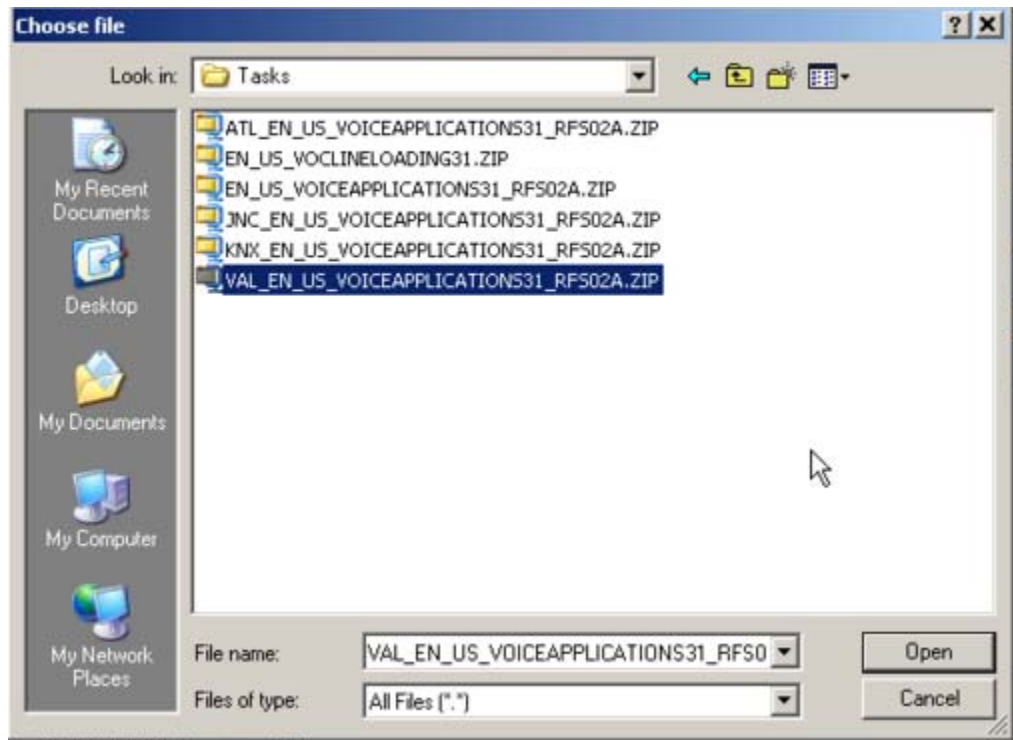 Choose file
Look in:
Tasks
My Recent
Documents
Desktop
My Documents
My Computer
My Network
Places
ATL_EN_US_VOICEAPPLICATIONS31_RFS02A.ZIP
EN_US_VOCLINELOADING31.ZIP
EN_US_VOICEAPPLICATIONS31_RFS02A.ZIP
JNC_EN_US_VOICEAPPLICATIONS31_RFS02A.ZIP
KNX_EN_US_VOICEAPPLICATIONS31_RFS02A.ZIP
VAL_EN_US_VOICEAPPLICATIONS31_RFS02A.ZIP
File name:
VAL_EN_US_VOICEAPPLICATIONS31_RFS0
Open
Files of type:
All Files (*.*)
Cancel